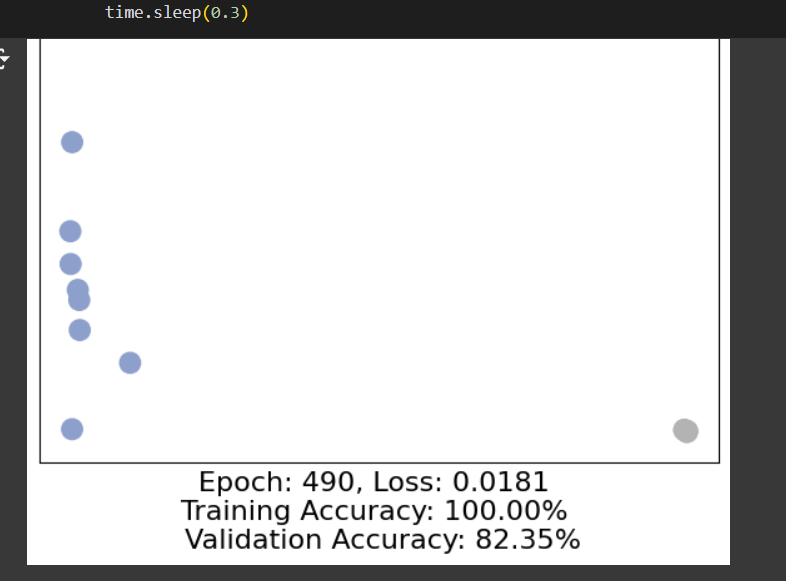 time.sleep(0.3)
Epoch: 490, Loss: 0.0181
Training Accuracy: 100.00%
Validation Accuracy: 82.35%